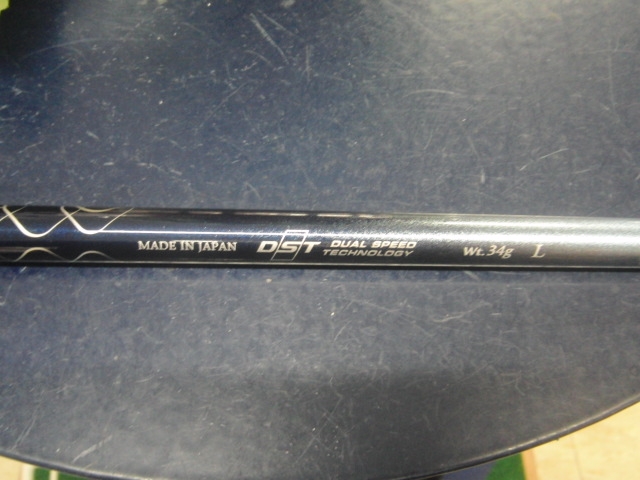 MADE IN JAPAN DST DUAL SPEED
TECHNOLOGY Wt. 34g L